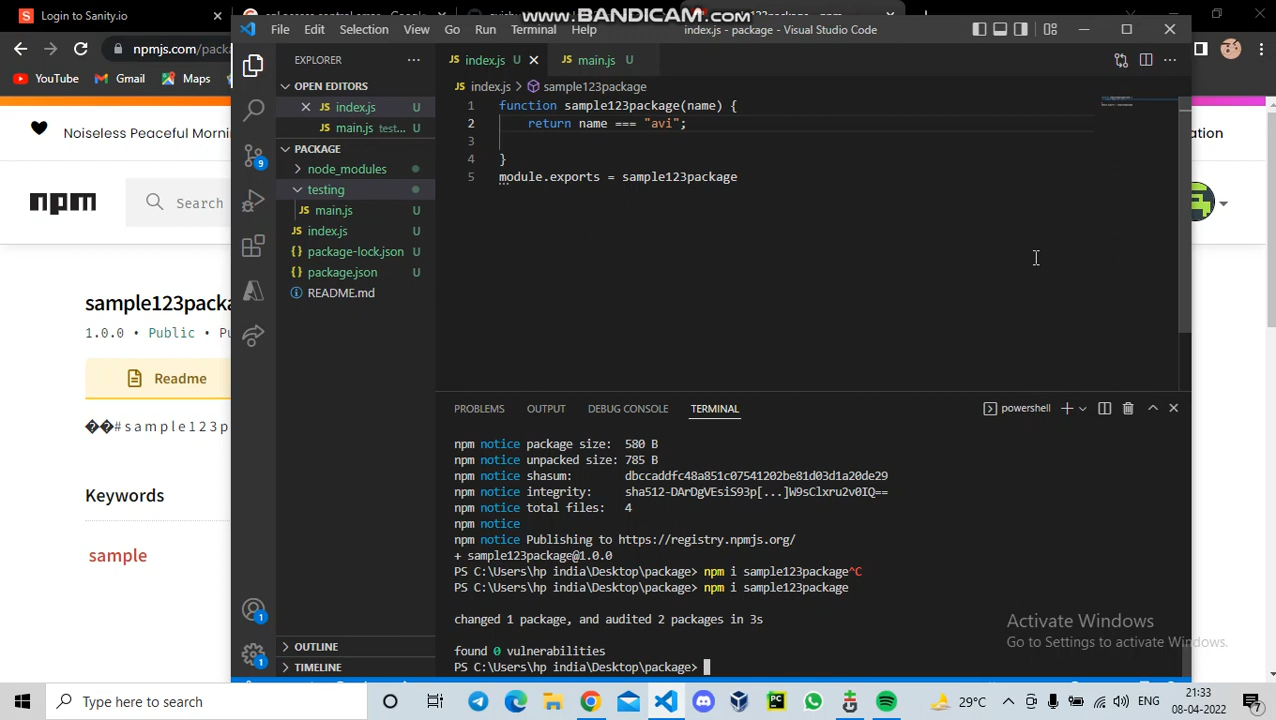 www.BANDICAM.com
Login to Sanity.io
File Edit Selection View Go Run Terminal Help
index.js - package - Visual Studio Code
npmjs.com/packa
YouTube Gmail Maps
Noiseless Peaceful Morni
ation
npm
Search
sample123packa
1.0.0 • Public • Pu
Readme
��#sample123p
Keywords
sample
EXPLORER
OPEN EDITORS
index.js U
main.js test... U
PACKAGE
node_modules
testing
main.js U
index.js U
package-lock.json U
package.json U
README.md
OUTLINE
TIMELINE
9
1
1
index.js U
main.js U
index.js > sample123package
1 function sample123package(name) {
2 return name === "avi";
3
4 }
5 module.exports = sample123package
PROBLEMS OUTPUT DEBUG CONSOLE TERMINAL
powershell
npm notice package size: 580 B
npm notice unpacked size: 785 B
npm notice shasum: dbccaddfc48a851c07541202be81d03d1a20de29
npm notice integrity: sha512-DArDgVEsiS93p[...]W9sClxru2v0IQ==
npm notice total files: 4
npm notice
npm notice Publishing to https://registry.npmjs.org/
+ sample123package@1.0.0
PS C:\Users\hp india\Desktop\package> npm i sample123package^C
PS C:\Users\hp india\Desktop\package> npm i sample123package
changed 1 package, and audited 2 packages in 3s
found 0 vulnerabilities
PS C:\Users\hp india\Desktop\package>
Activate Windows
Go to Settings to activate Windows.
Type here to search
29°C
ENG
21:33
08-04-2022
7